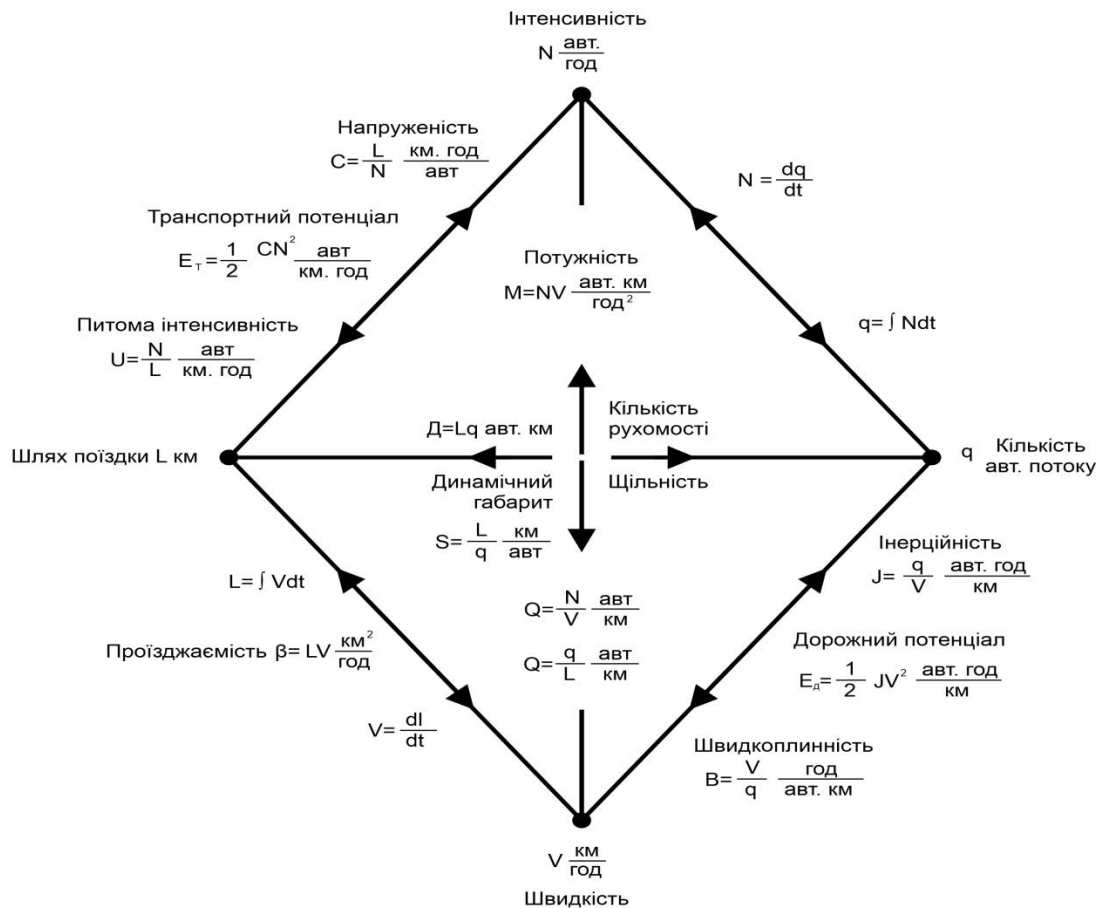 Інтенсивність
N авт./год
Напруженість
C= L/N км. год/авт
N = dq/dt
Транспортний потенціал
Eт = 1/2 CN² авт/км. год
Потужність
M=NV авт. км/год²
Питома інтенсивність
U= N/L авт/км. год
q= ∫ Ndt
Д=Lq авт. км
Кількість
рухомості
Шлях поїздки L км
q Кількість
авт. потоку
Динамічний
габарит
Щільність
S= L/q км/авт
Інерційність
J= q/V авт. год/км
L= ∫ Vdt
Q= N/V авт/км
Проїзджаємість β= LV км²/год
Q= q/L авт/км
Дорожний потенціал
Eд= 1/2 JV² авт. год/км
V= dl/dt
Швидкоплинність
B= V/q год/авт. км
V км/год
Швидкість